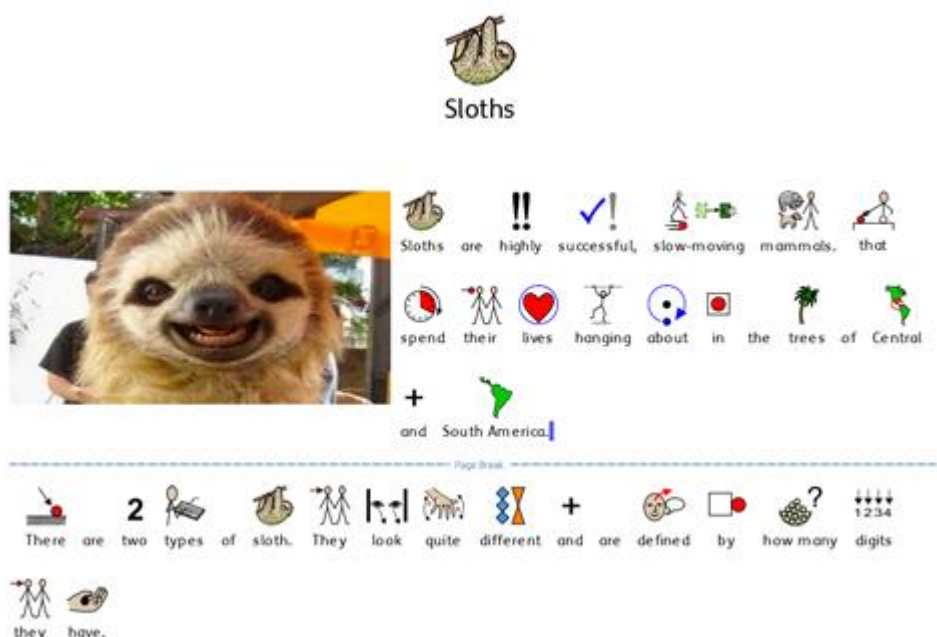 Sloths
Sloths are highly successful, slow-moving mammals. that
spend their lives hanging about in the trees of Central
+
and South America.
Page Break
2
?
1234
There are two types of sloth. They look quite different and are defined by how many digits
they have.